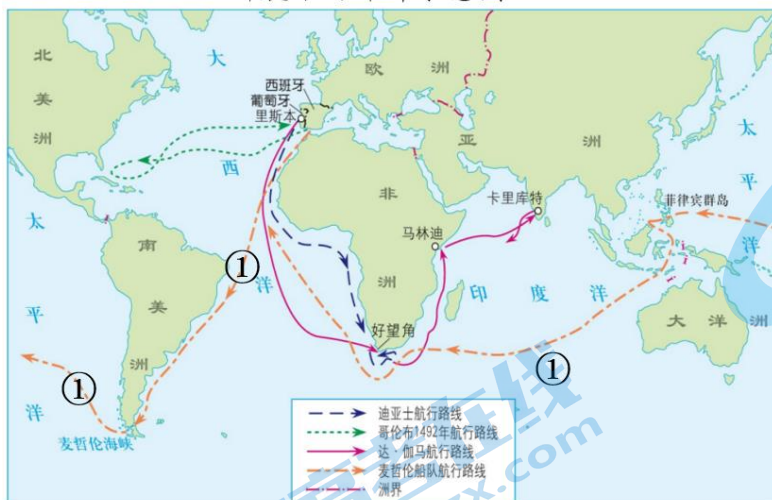 北美洲
大西洋
欧洲
西班牙
葡萄牙
里斯本
亚洲
太平洋
非洲
卡里库特
菲律宾群岛
马林迪
南美洲
①
太平洋
印度洋
大洋洲
好望角
①
①
麦哲伦海峡
迪亚士航行路线
哥伦布1492年航行路线
达·伽马航行路线
麦哲伦船队航行路线
洲界